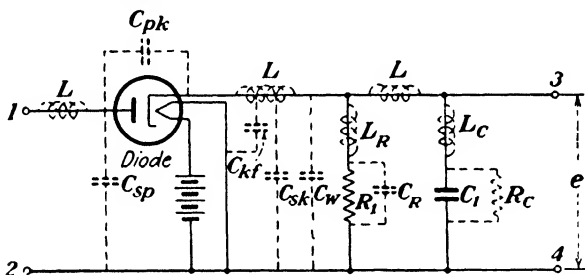 C_pk
L
L
L
1
3
Diode
L_R
L_C
C_kf
C_sp
C_sk
C_w
R_1
C_R
C_1
R_C
e
2
4